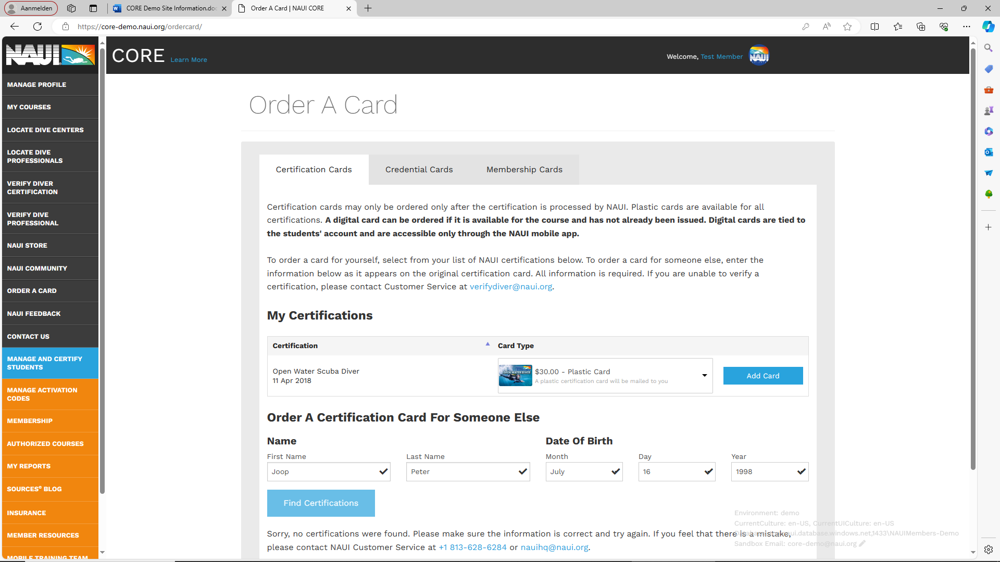 Aanmelden
CORE Demo Site Information.doc
Order A Card | NAUI CORE
https://core-demo.naui.org/ordercard/
NAUI
CORE Learn More
Welcome, Test Member
NAUI
MANAGE PROFILE
MY COURSES
LOCATE DIVE CENTERS
LOCATE DIVE
PROFESSIONALS
VERIFY DIVER
CERTIFICATION
VERIFY DIVE
PROFESSIONAL
NAUI STORE
NAUI COMMUNITY
ORDER A CARD
NAUI FEEDBACK
CONTACT US
MANAGE AND CERTIFY
STUDENTS
MANAGE ACTIVATION
CODES
MEMBERSHIP
AUTHORIZED COURSES
MY REPORTS
SOURCES© BLOG
INSURANCE
MEMBER RESOURCES
MOBILE TRAINING TEAM
Order A Card
Certification Cards
Credential Cards
Membership Cards
Certification cards may only be ordered only after the certification is processed by NAUI. Plastic cards are available for all
certifications. A digital card can be ordered if it is available for the course and has not already been issued. Digital cards are tied to
the students' account and are accessible only through the NAUI mobile app.
To order a card for yourself, select from your list of NAUI certifications below. To order a card for someone else, enter the
information below as it appears on the original certification card. All information is required. If you are unable to verify a
certification, please contact Customer Service at verifydiver@naui.org.
My Certifications
Certification
Card Type
Open Water Scuba Diver
11 Apr 2018
OPEN WATER DIVER
$30.00 - Plastic Card
A plastic certification card will be mailed to you
Add Card
Order A Certification Card For Someone Else
Name
Date Of Birth
First Name
Last Name
Month
Day
Year
Joop
Peter
July
16
1998
Find Certifications
Sorry, no certifications were found. Please make sure the information is correct and try again. If you feel that there is a mistake,
please contact NAUI Customer Service at +1 813-628-6284 or nauihq@naui.org.
Environment: demo
CurrentCulture: en-US, CurrentUICulture: en-US
naui.database.windows.net,1433\NAUIMembers-Demo
Sandbox Email: core-demo@naui.org